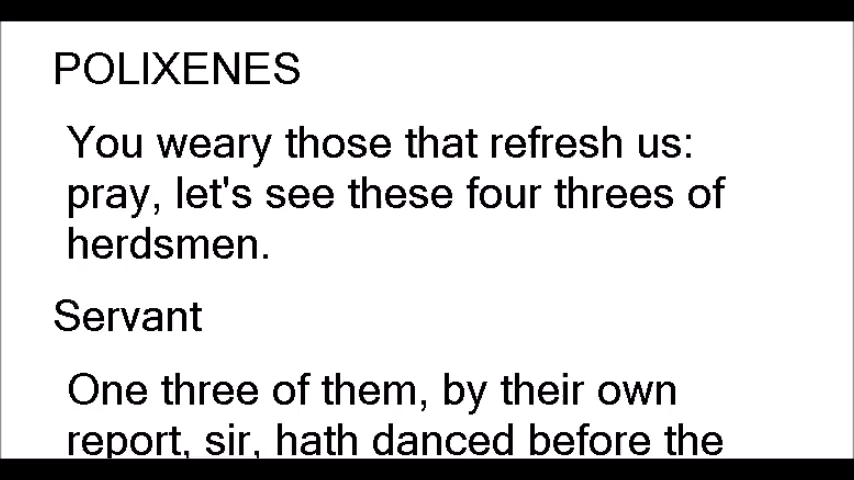 POLIXENES
You weary those that refresh us:
pray, let's see these four threes of
herdsmen.
Servant
One three of them, by their own
report, sir, hath danced before the